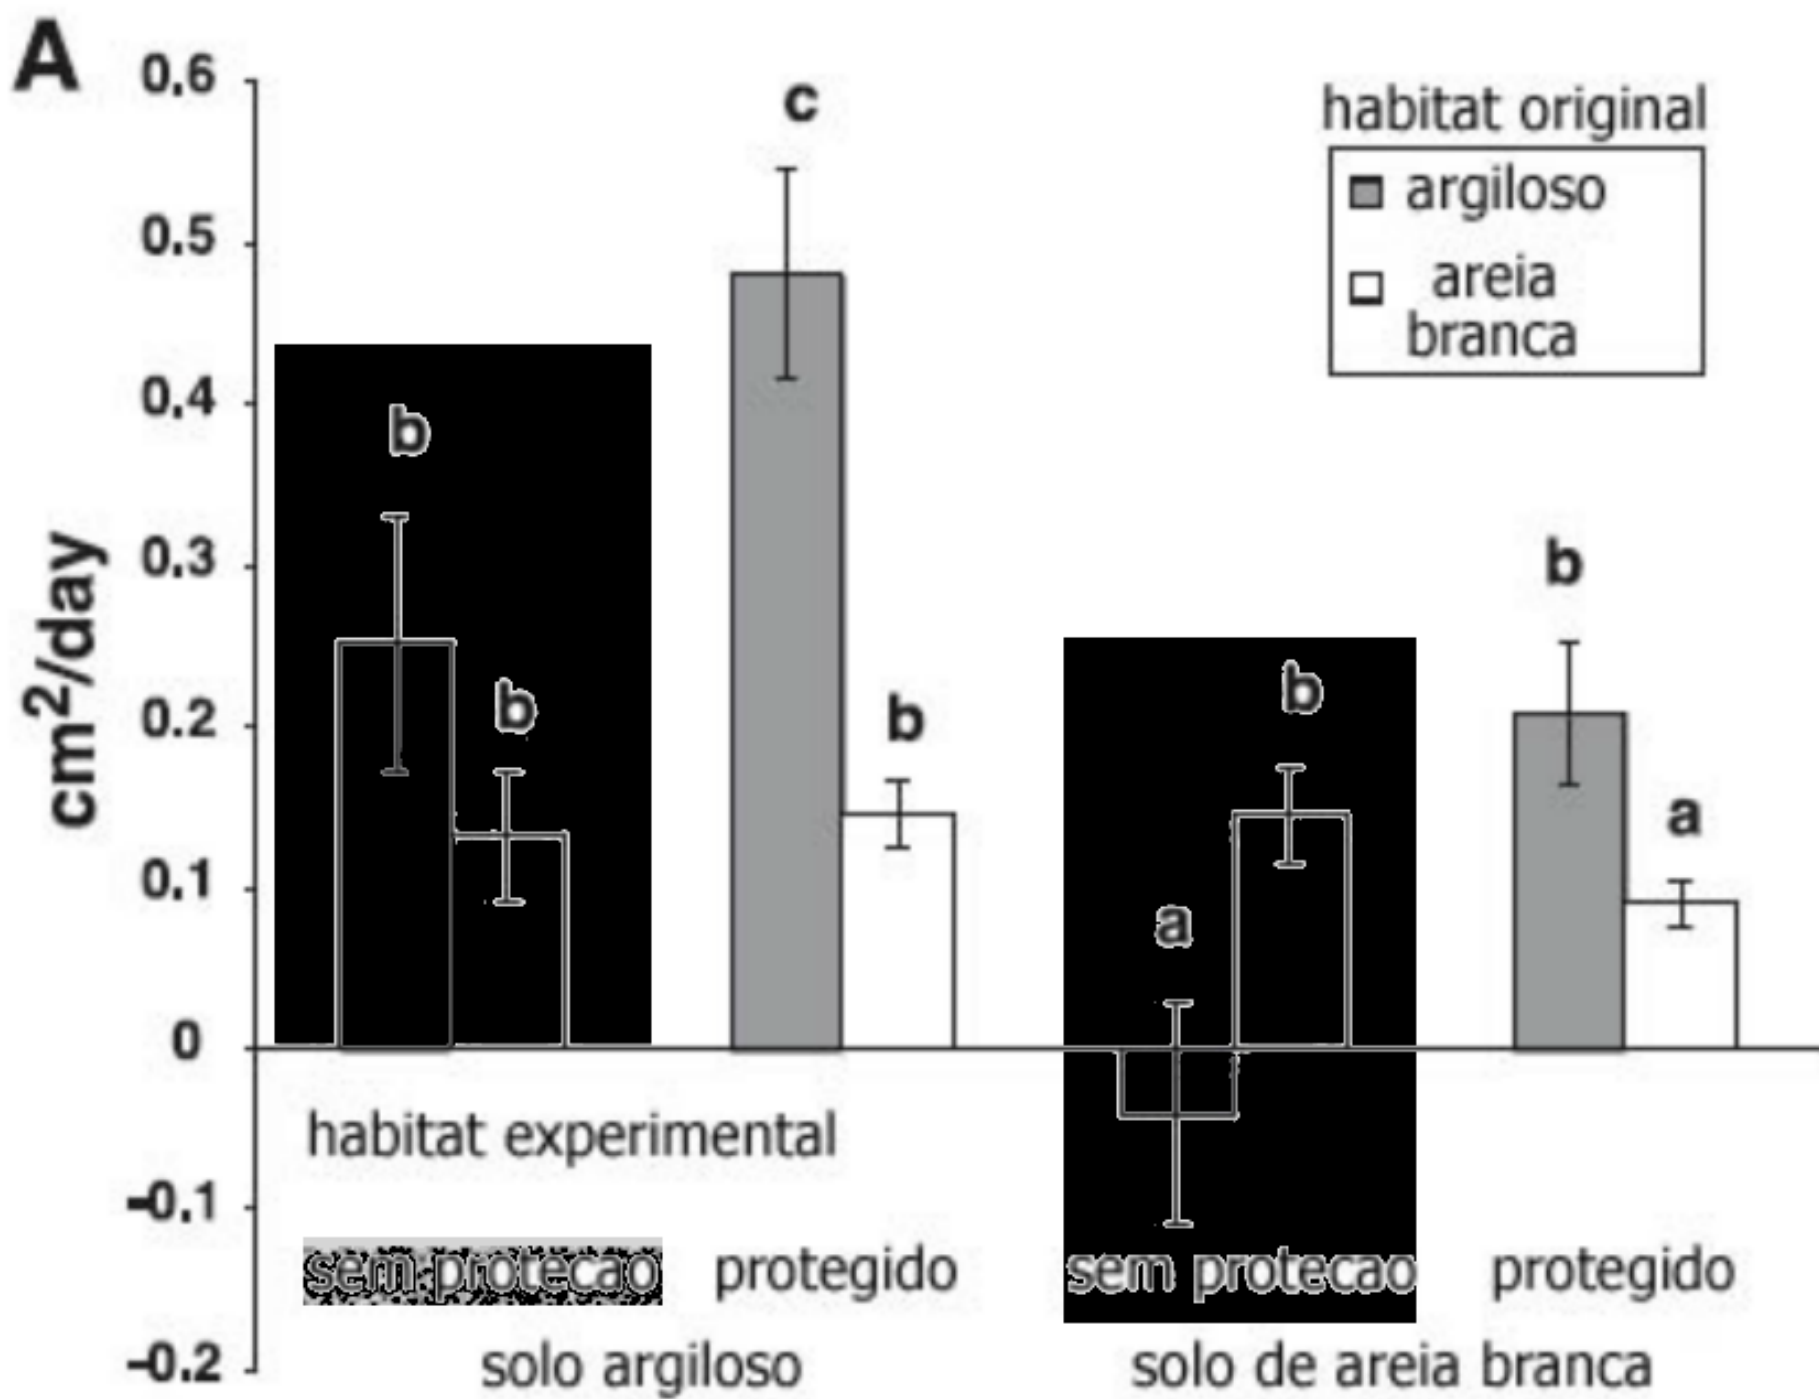 A
0.6
0.5
0.4
0.3
0.2
0.1
0
-0.1
-0.2
cm²/day
b
b
c
b
a
b
b
a
habitat original
argiloso
areia
branca
habitat experimental
sem protecao protegido sem protecao protegido
solo argiloso solo de areia branca